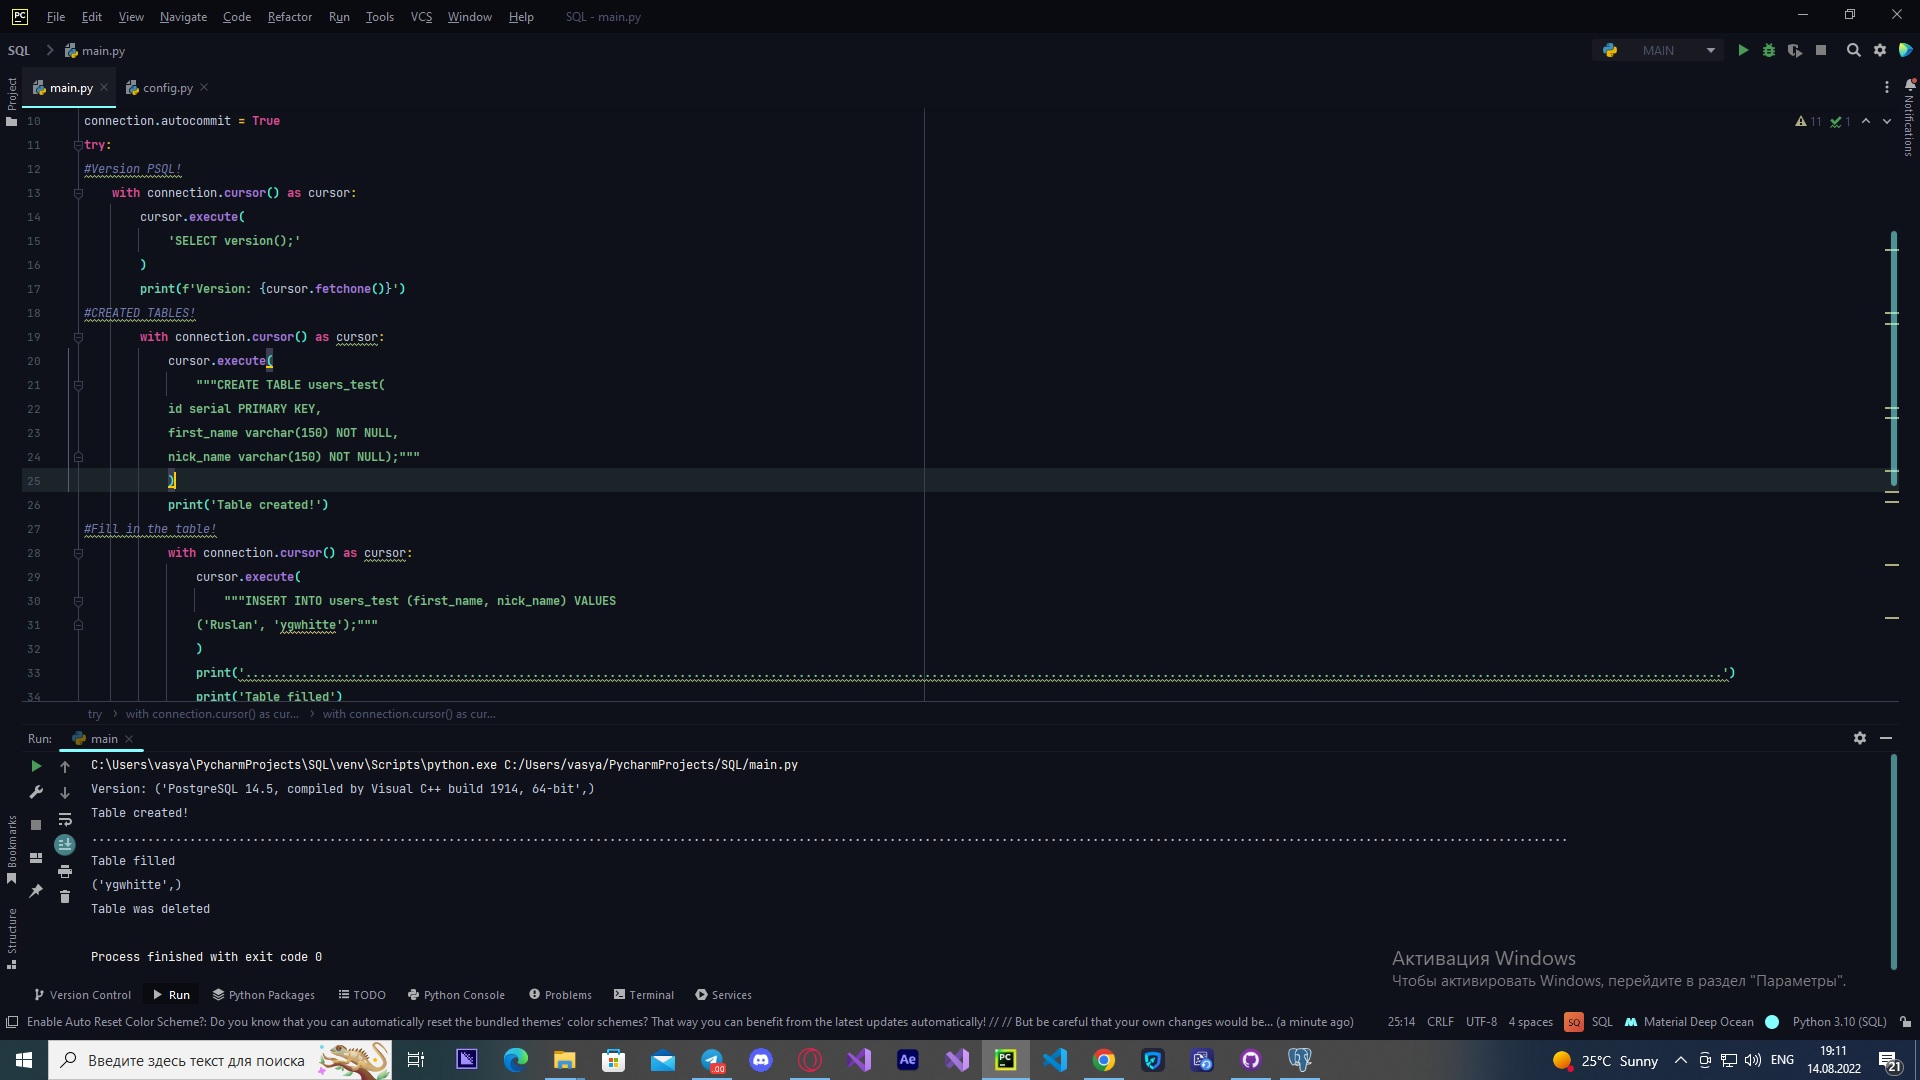 PC File Edit View Navigate Code Refactor Run Tools VCS Window Help SQL - main.py
SQL main.py MAIN
Project
main.py config.py
Notifications
11 1
10 connection.autocommit = True
11 try:
12 #Version PSQL!
13 with connection.cursor() as cursor:
14 cursor.execute(
15 'SELECT version();'
16 )
17 print(f'Version: {cursor.fetchone()}')
18 #CREATED TABLES!
19 with connection.cursor() as cursor:
20 cursor.execute(
21 """CREATE TABLE users_test(
22 id serial PRIMARY KEY,
23 first_name varchar(150) NOT NULL,
24 nick_name varchar(150) NOT NULL);"""
25 )
26 print('Table created!')
27 #Fill in the table!
28 with connection.cursor() as cursor:
29 cursor.execute(
30 """INSERT INTO users_test (first_name, nick_name) VALUES
31 ('Ruslan', 'ygwhitte');"""
32 )
33 print('...................................................................................................................................................................................................................')
34 print('Table filled')
try with connection.cursor() as cur... with connection.cursor() as cur...
Run: main
C:\Users\vasya\PycharmProjects\SQL\venv\Scripts\python.exe C:/Users/vasya/PycharmProjects/SQL/main.py
Version: ('PostgreSQL 14.5, compiled by Visual C++ build 1914, 64-bit',)
Table created!
...................................................................................................................................................................................................................
Table filled
('ygwhitte',)
Table was deleted
Process finished with exit code 0
Bookmarks
Structure
Активация Windows
Чтобы активировать Windows, перейдите в раздел "Параметры".
Version Control Run Python Packages TODO Python Console Problems Terminal Services
Enable Auto Reset Color Scheme?: Do you know that you can automatically reset the bundled themes' color schemes? That way you can benefit from the latest updates automatically! // // But be careful that your own changes would be... (a minute ago) 25:14 CRLF UTF-8 4 spaces SQ SQL Material Deep Ocean Python 3.10 (SQL)
Введите здесь текст для поиска .00 Ae PC 25°C Sunny ENG 19:11
14.08.2022 21